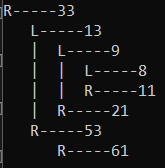 R-----33
   L-----13
   |  L-----9
   |  |  L-----8
   |  |  R-----11
   |  R-----21
   R-----53
      R-----61